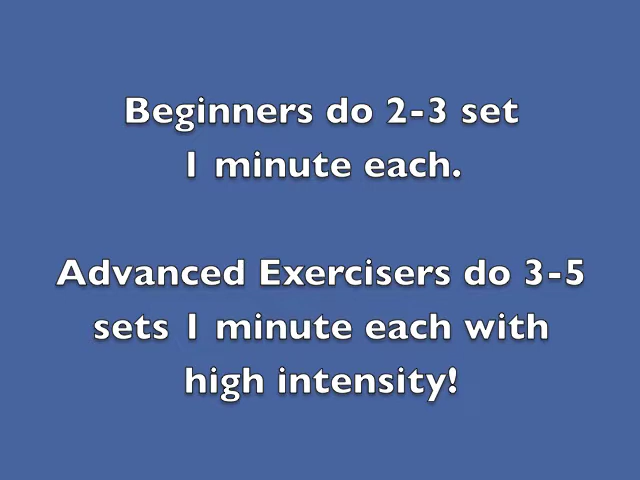 Beginners do 2-3 set
1 minute each.
Advanced Exercisers do 3-5
sets 1 minute each with
high intensity!